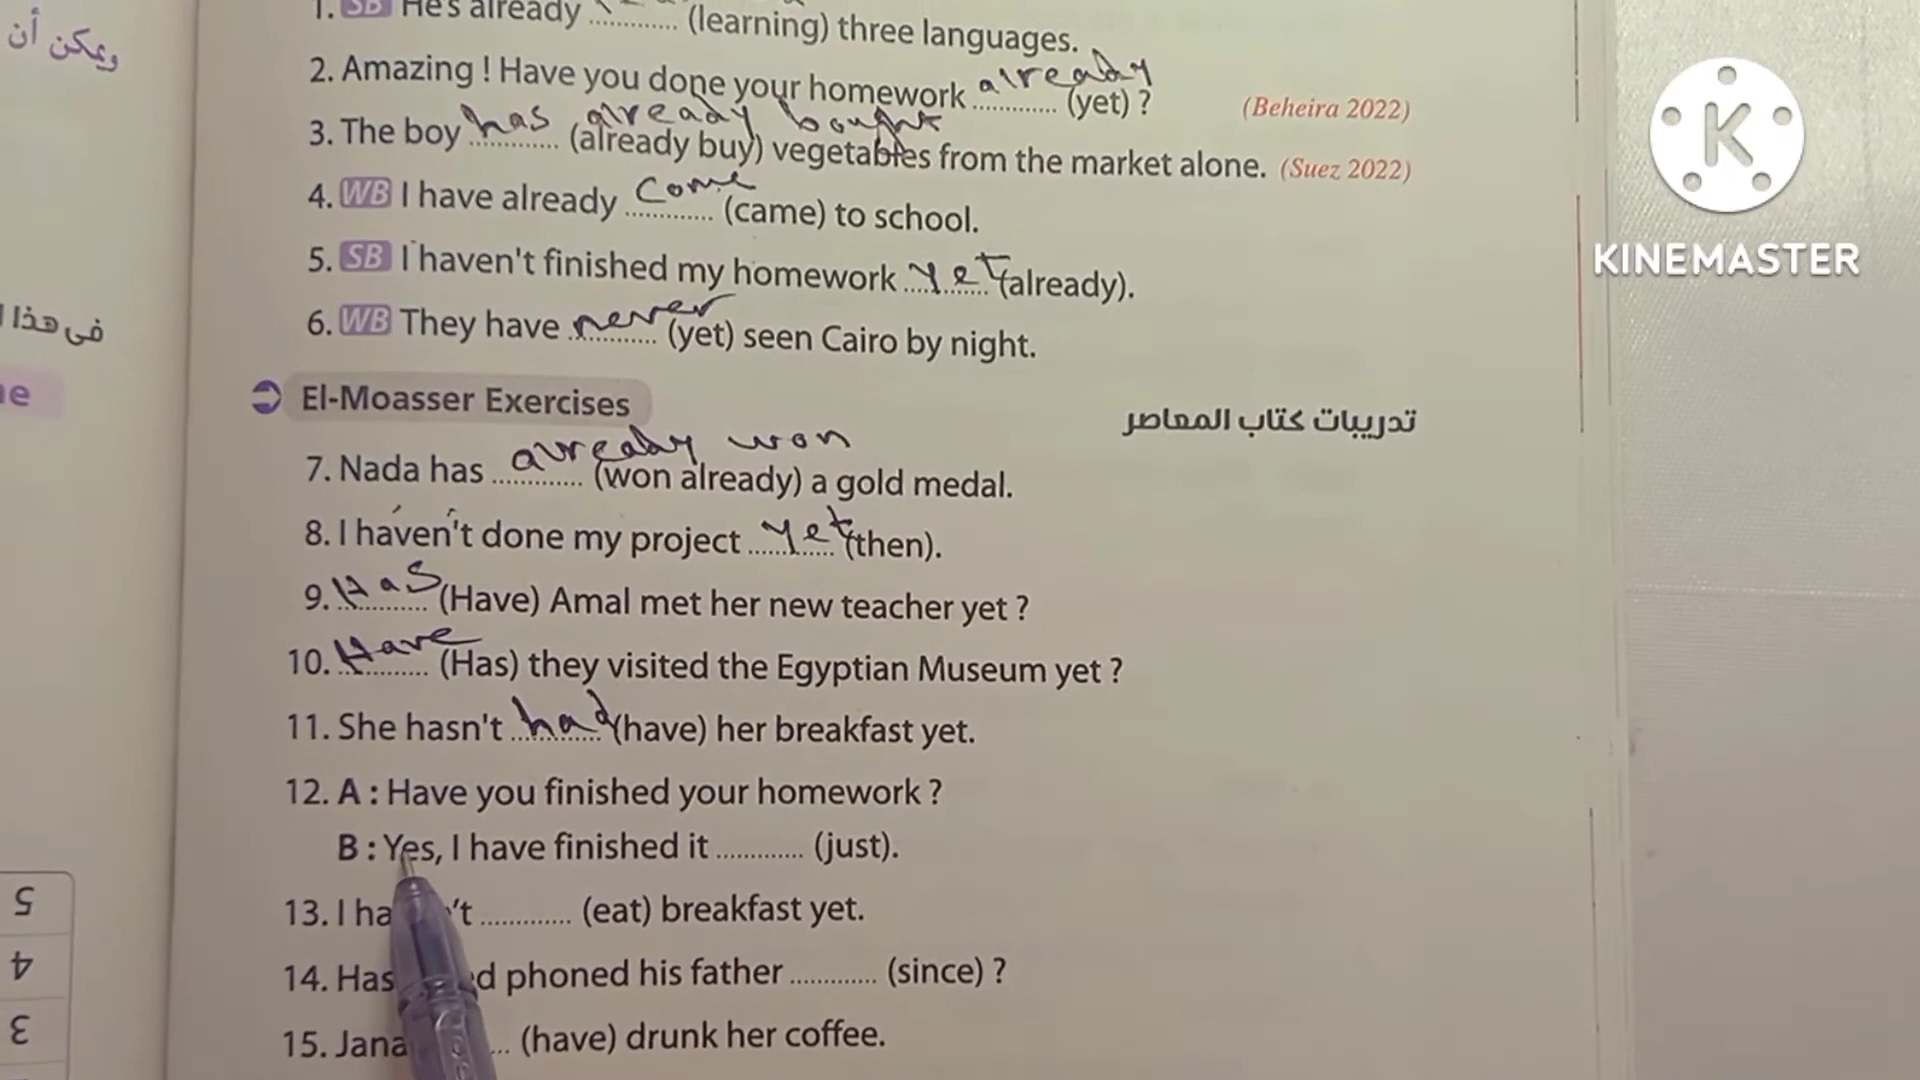 ويمكن أن
1. SB He's already ............ (learning) three languages.
2. Amazing ! Have you done your homework already (yet) ? (Beheira 2022)
3. The boy has already bought (already buy) vegetables from the market alone. (Suez 2022)
4. WB I have already come (came) to school.
5. SB I haven't finished my homework yet (already).
6. WB They have never (yet) seen Cairo by night.
في هذا
El-Moasser Exercises تدريبات كتاب المعاصر
7. Nada has already won (won already) a gold medal.
8. I haven't done my project yet (then).
9. Has (Have) Amal met her new teacher yet ?
10. Have (Has) they visited the Egyptian Museum yet ?
11. She hasn't had (have) her breakfast yet.
12. A : Have you finished your homework ?
B : Yes, I have finished it ............ (just).
13. I ha 't ............ (eat) breakfast yet.
14. Has d phoned his father ............ (since) ?
15. Jana ... (have) drunk her coffee.
5
4
3
K
KINEMASTER